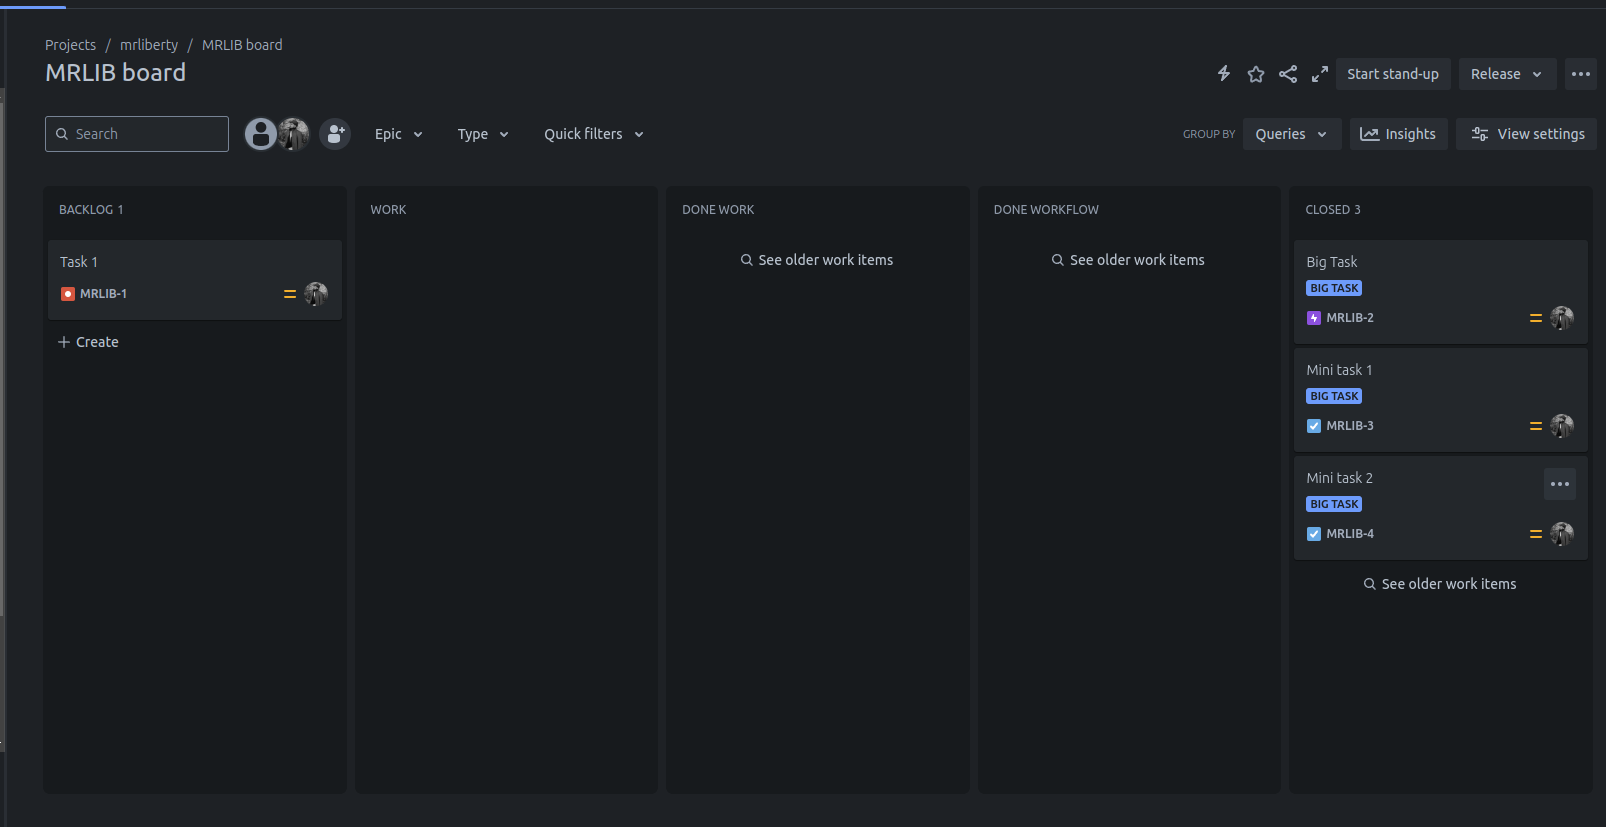 Projects / mrliberty / MRLIB board
MRLIB board
Start stand-up
Release
Search
Epic
Type
Quick filters
GROUP BY
Queries
Insights
View settings
BACKLOG 1
Task 1
MRLIB-1
Create
WORK
DONE WORK
See older work items
DONE WORKFLOW
See older work items
CLOSED 3
Big Task
BIG TASK
MRLIB-2
Mini task 1
BIG TASK
MRLIB-3
Mini task 2
BIG TASK
MRLIB-4
See older work items